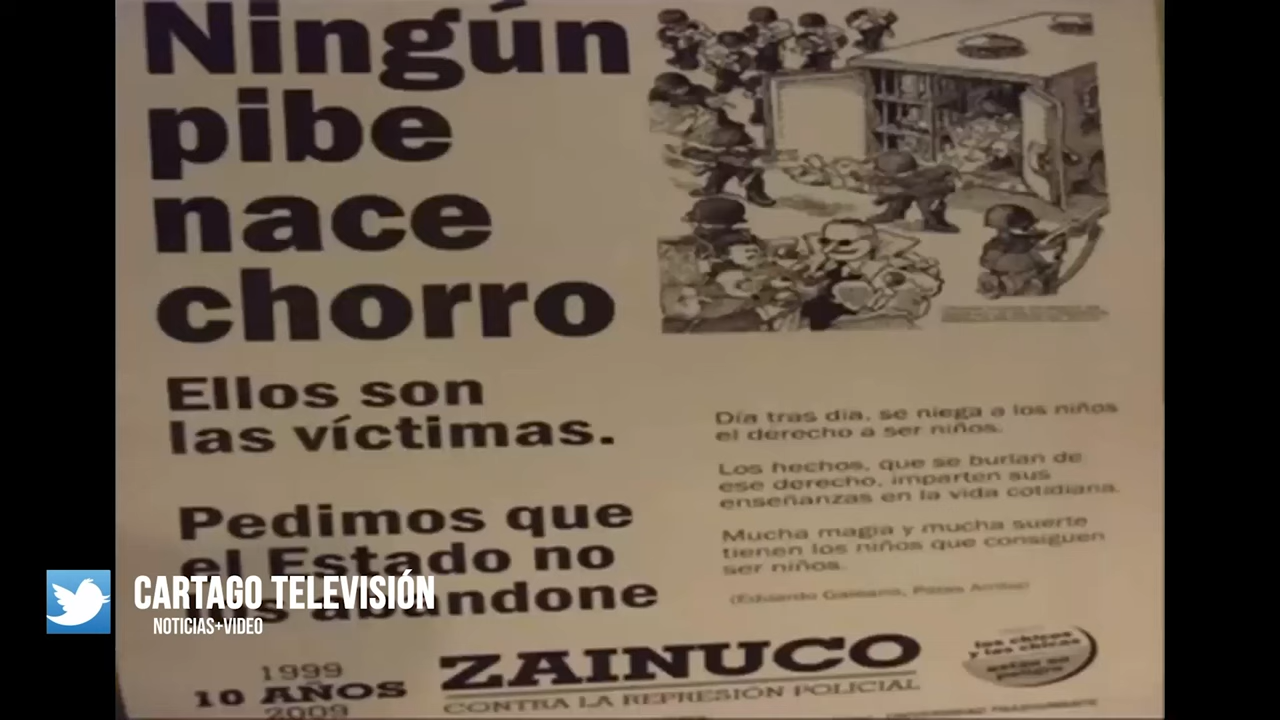 Ningún
pibe
nace
chorro
Ellos son
las víctimas.
Pedimos que
el Estado no
los abandone
Día tras día, se niega a los niños
el derecho a ser niños.
Los hechos, que se burlan de
ese derecho, imparten sus
enseñanzas en la vida cotidiana.
Mucha magia y mucha suerte
tienen los niños que consiguen
ser niños.
(Eduardo Galeano, Patas Arriba)
CARTAGO TELEVISIÓN
NOTICIAS+VIDEO
1999
10 AÑOS
2009
ZAINUCO
CONTRA LA REPRESIÓN POLICIAL
los chicos
y las chicas